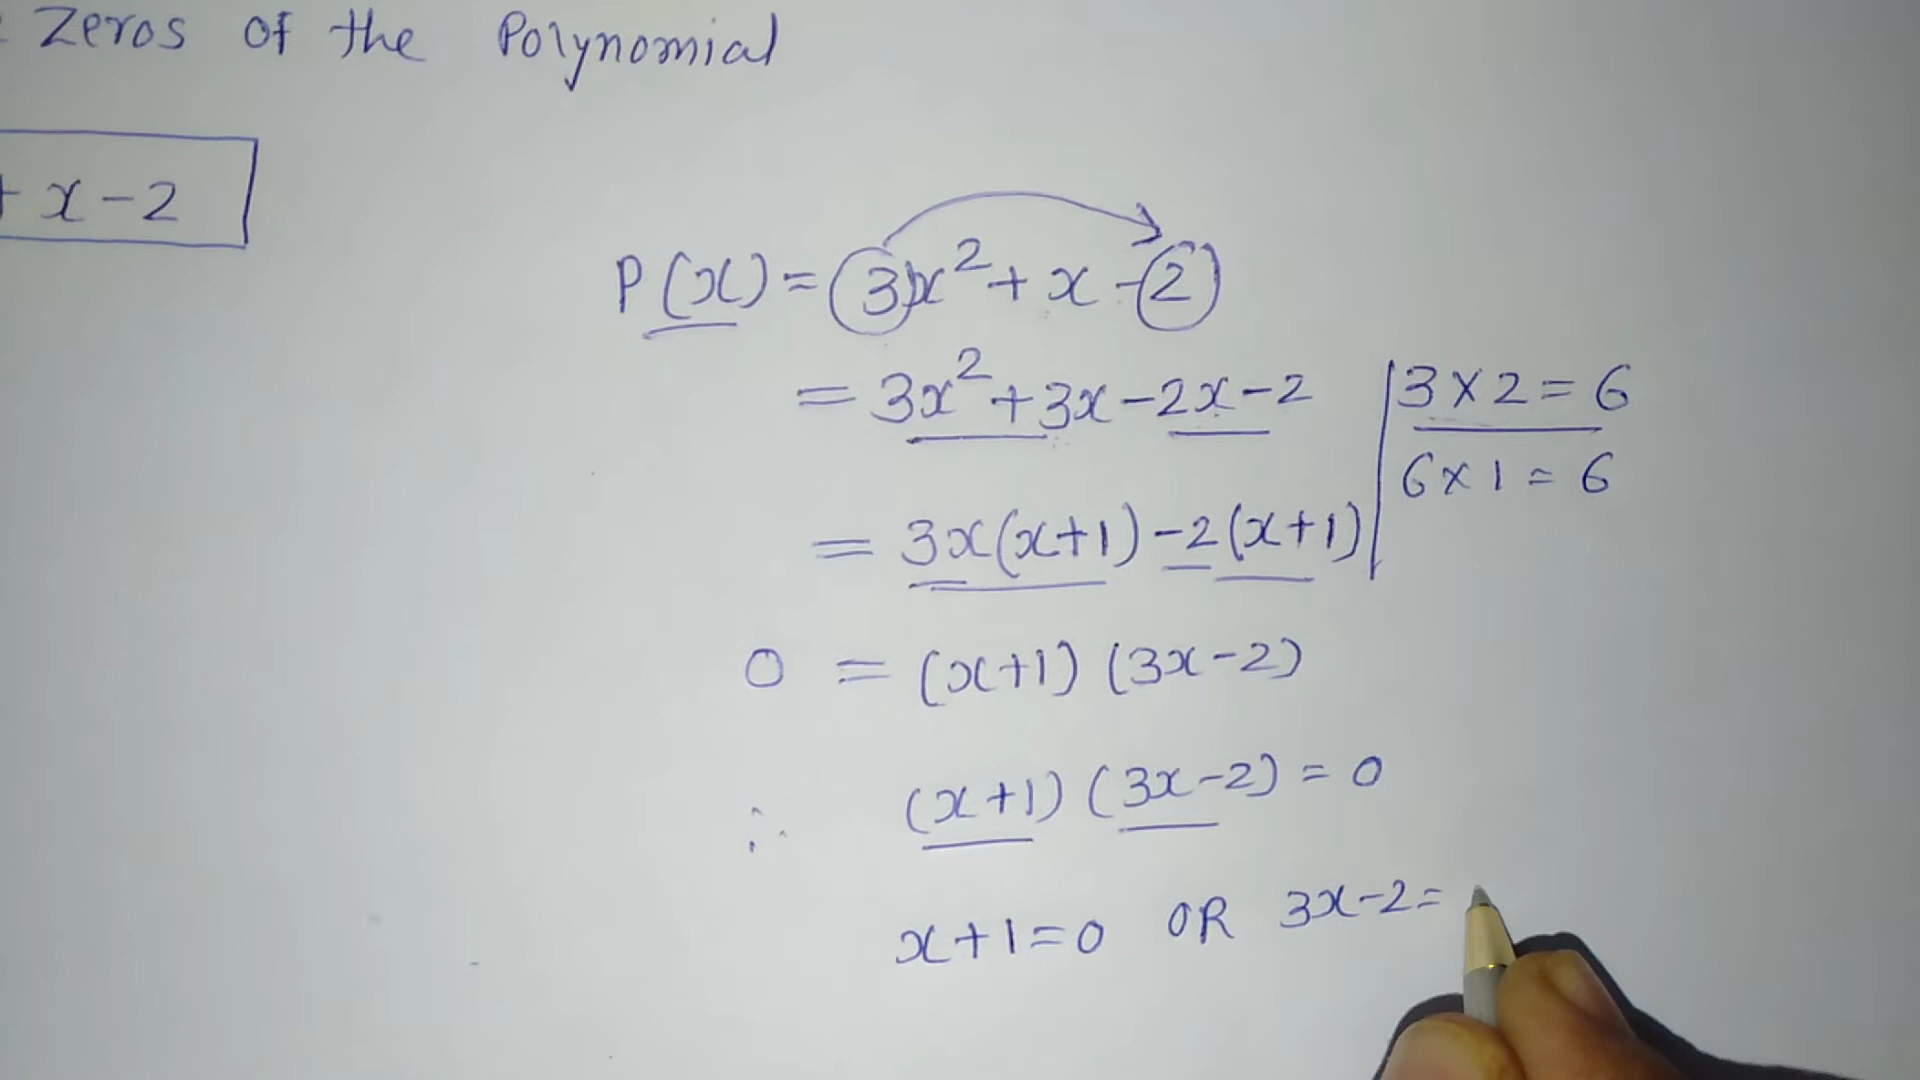 Zeros of the Polynomial
+ x - 2
P(x) = 3x² + x - 2
= 3x² + 3x - 2x - 2
3 × 2 = 6
6 × 1 = 6
= 3x(x+1) - 2(x+1)
0 = (x+1) (3x-2)
∴ (x+1) (3x-2) = 0
x+1=0 OR 3x-2=